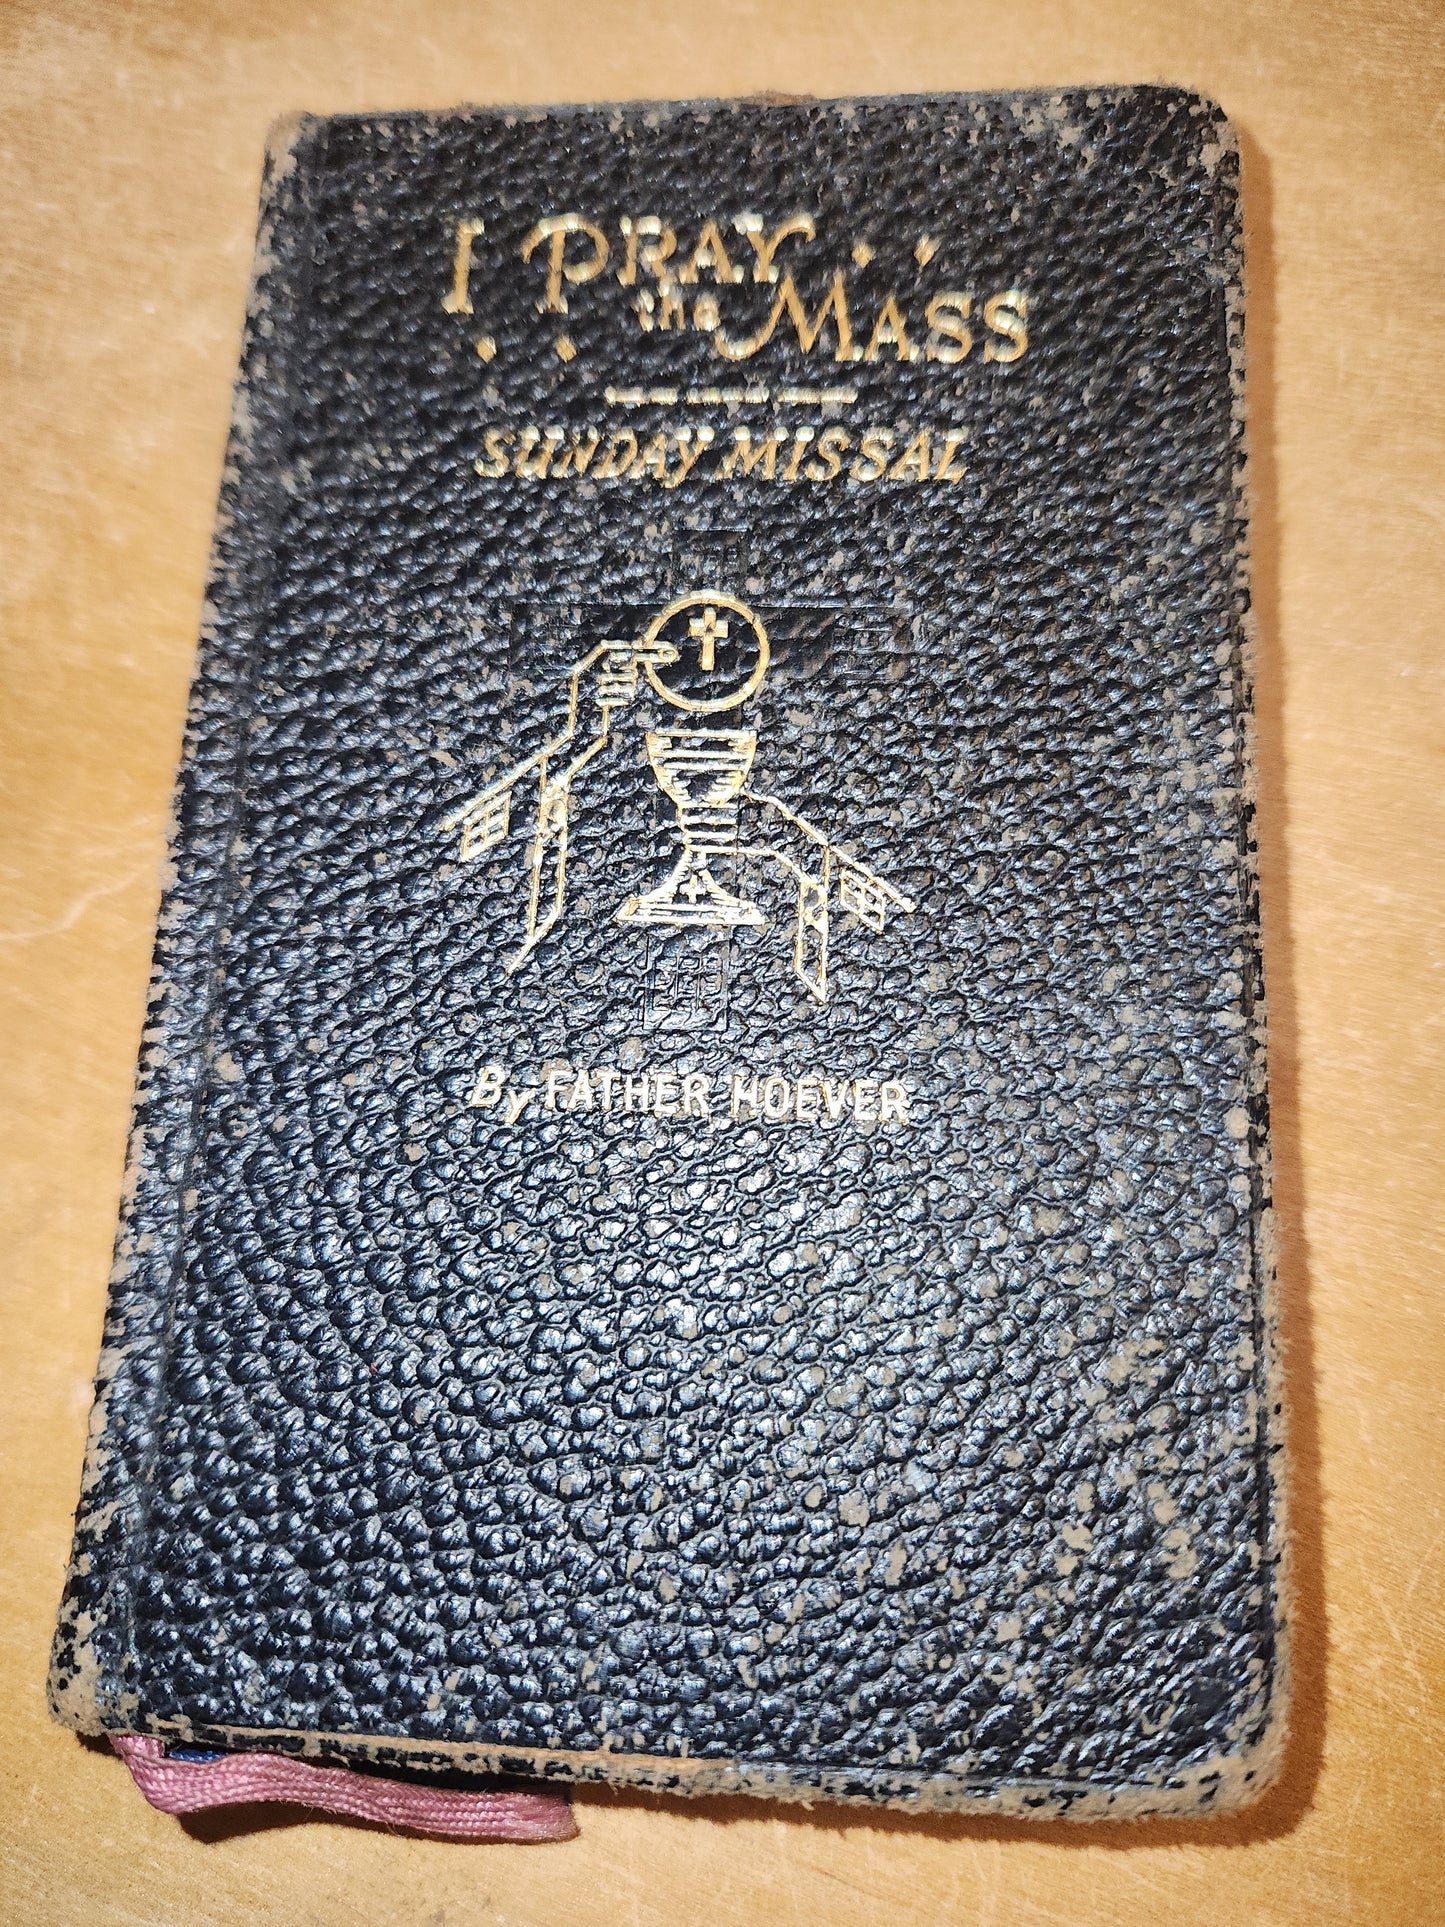 I PRAY
the MASS
SUNDAY MISSAL
By FATHER HOEVER